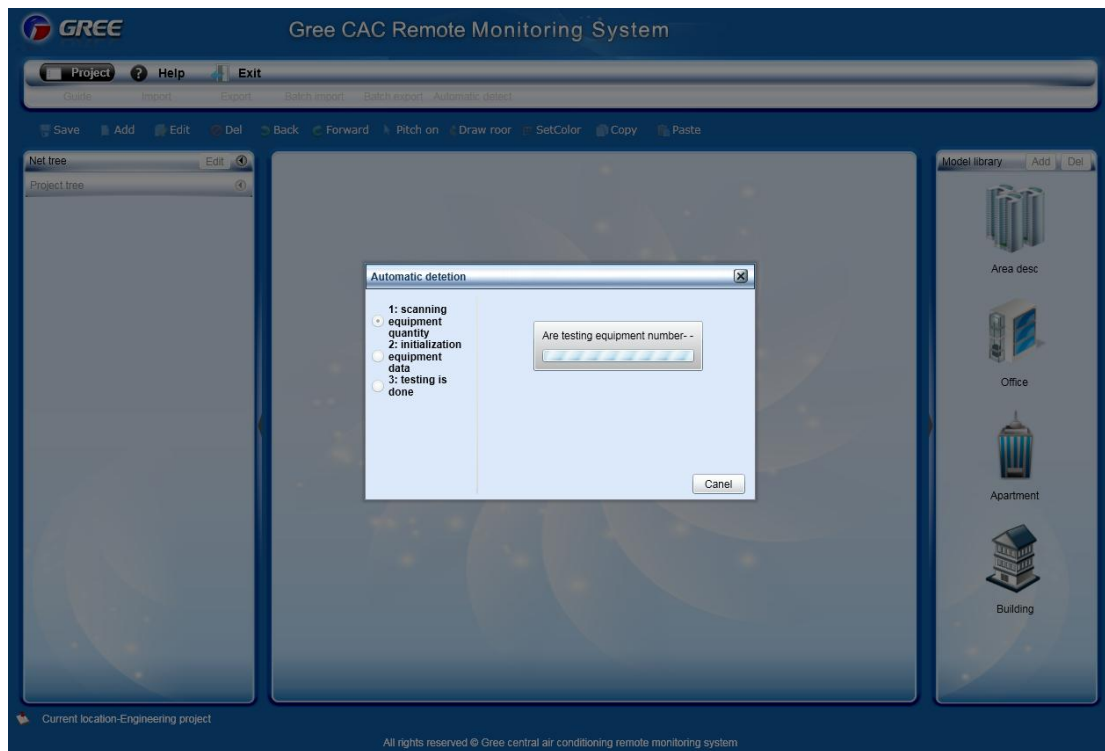 GREE
Gree CAC Remote Monitoring System
Project Help Exit
Guide Import Export Batch import Batch export Automatic detect
Save Add Edit Del Back Forward Pitch on Draw roor SetColor Copy Paste
Net tree Edit
Project tree
Model library Add Del
Area desc
Office
Apartment
Building
Automatic detetion
1: scanning
equipment
quantity
2: initialization
equipment
data
3: testing is
done
Are testing equipment number- -
Canel
Current location-Engineering project
All rights reserved © Gree central air conditioning remote monitoring system